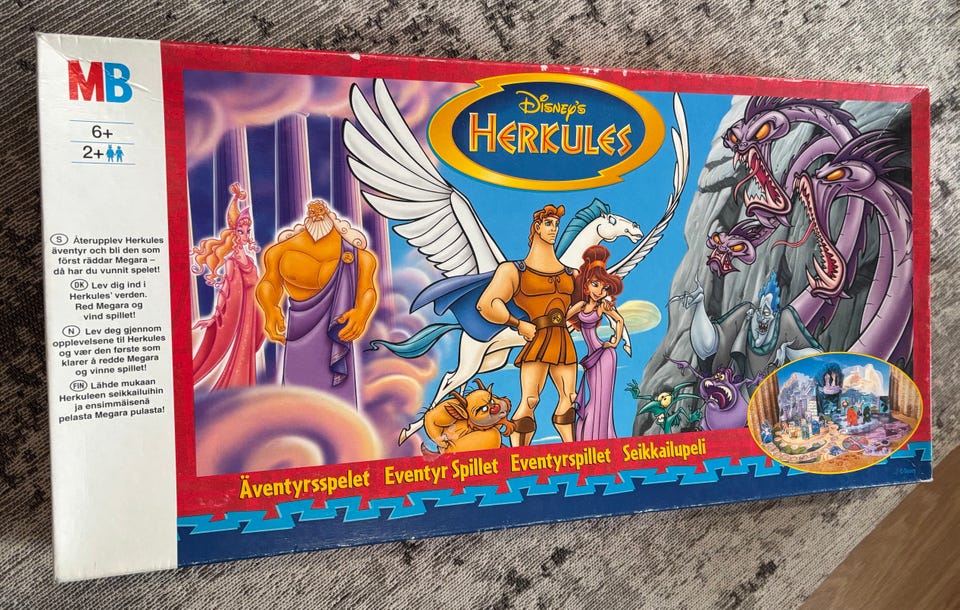 MB
6+
2+
S Återupplev Herkules
äventyr och bli den som
först räddar Megara –
då har du vunnit spelet!
DK Lev dig ind i
Herkules' verden.
Red Megara og
vind spillet!
N Lev deg gjennom
opplevelsene til Herkules
og vær den første som
klarer å redde Megara
og vinne spillet!
FIN Lähde mukaan
Herkuleen seikkailuihin
ja ensimmäisenä
pelasta Megara pulasta!
Disney's
HERKULES
Äventyrsspelet Eventyr Spillet Eventyrspillet Seikkailupeli
© Disney